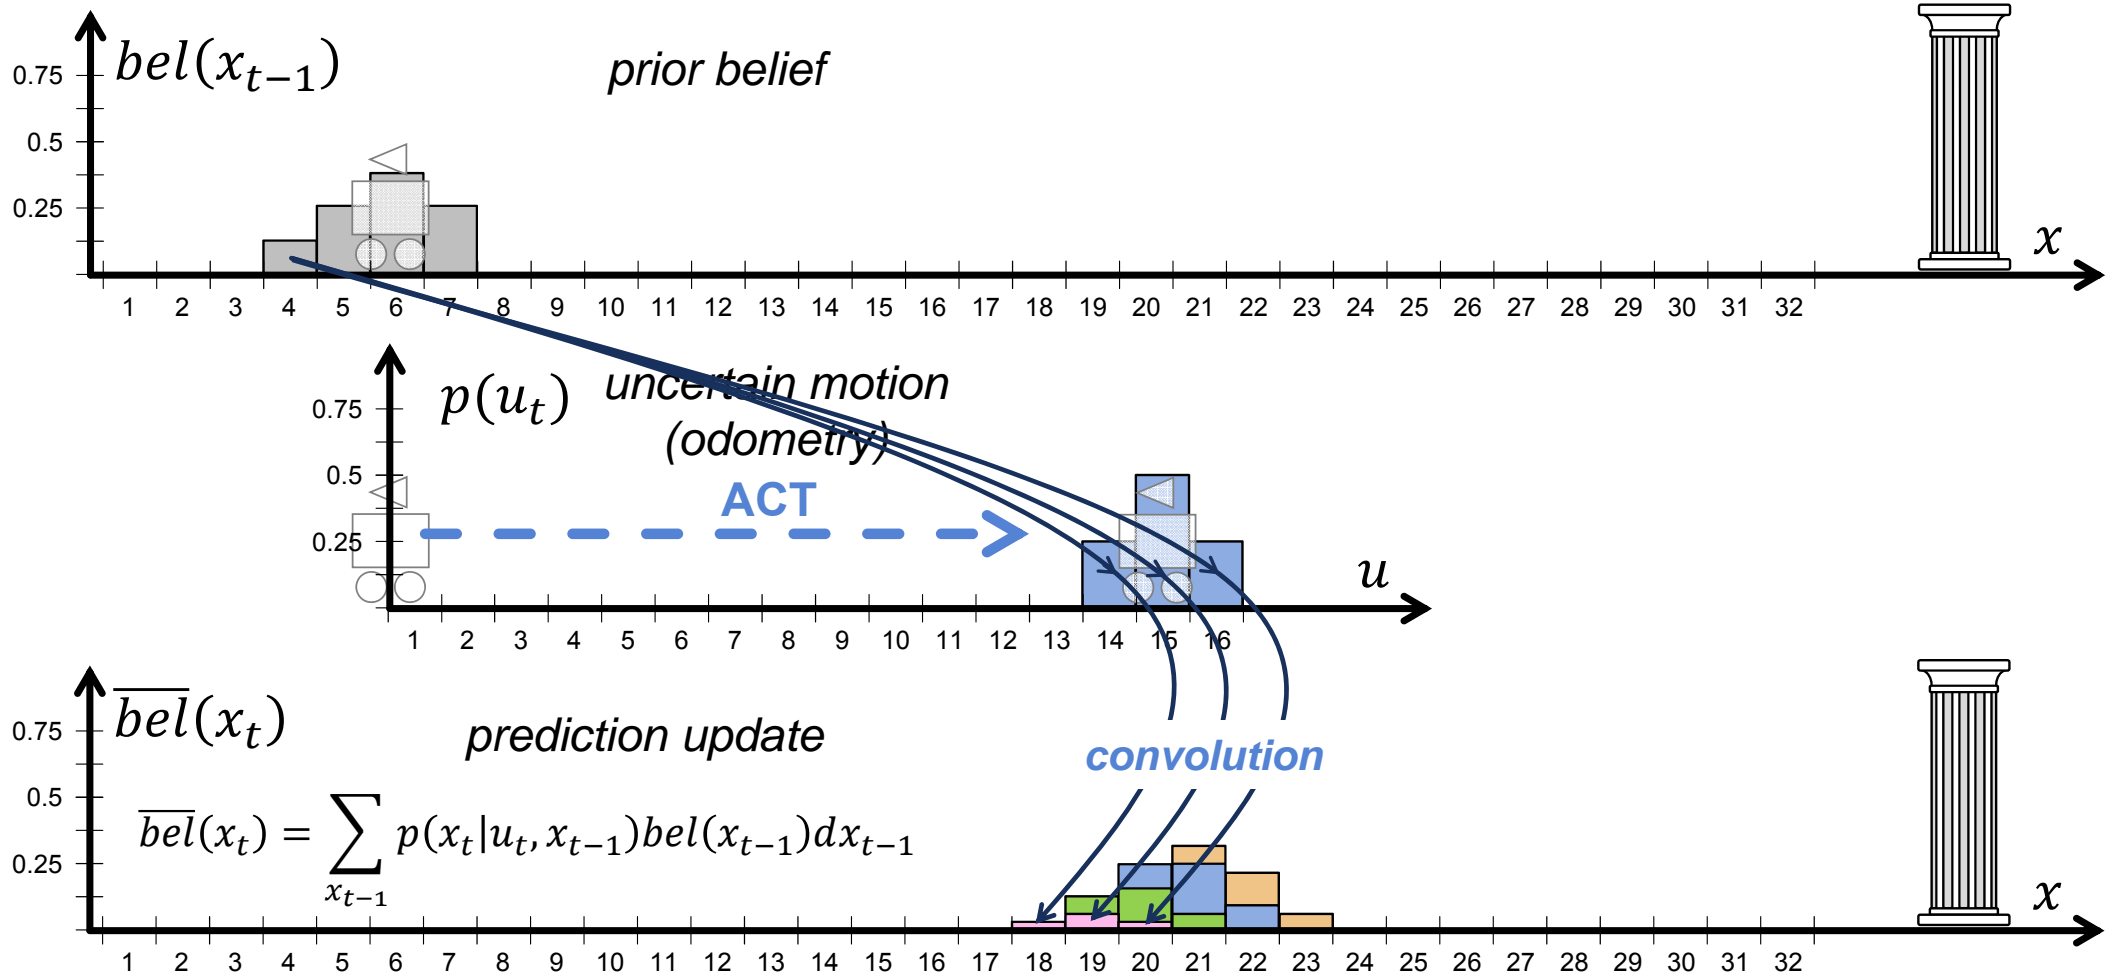 bel(x_{t−1})
prior belief
0.75
0.5
0.25
x
1 2 3 4 5 6 7 8 9 10 11 12 13 14 15 16 17 18 19 20 21 22 23 24 25 26 27 28 29 30 31 32
p(u_t)
uncertain motion
(odometry)
ACT
0.75
0.5
0.25
u
1 2 3 4 5 6 7 8 9 10 11 12 13 14 15 16
\overline{bel}(x_t)
prediction update
convolution
0.75
0.5
0.25
\overline{bel}(x_t) = ∑_{x_{t−1}} p(x_t|u_t, x_{t−1})bel(x_{t−1})dx_{t−1}
x
1 2 3 4 5 6 7 8 9 10 11 12 13 14 15 16 17 18 19 20 21 22 23 24 25 26 27 28 29 30 31 32